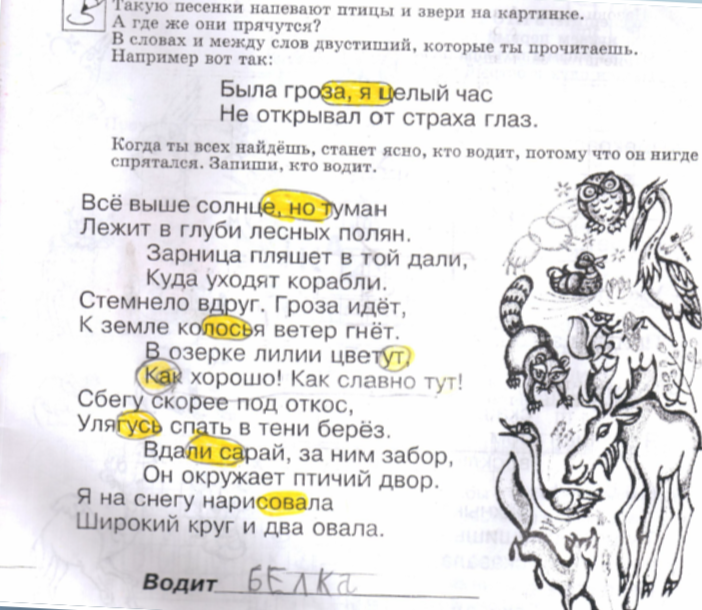 Такую песенки напевают птицы и звери на картинке.
А где же они прячутся?
В словах и между слов двустиший, которые ты прочитаешь.
Например вот так:
Была гроза, я целый час
Не открывал от страха глаз.
Когда ты всех найдёшь, станет ясно, кто водит, потому что он нигде
спрятался. Запиши, кто водит.
Всё выше солнце, но туман
Лежит в глуби лесных полян.
Зарница пляшет в той дали,
Куда уходят корабли.
Стемнело вдруг. Гроза идёт,
К земле колосья ветер гнёт.
В озерке лилии цветут,
Как хорошо! Как славно тут!
Сбегу скорее под откос,
Улягусь спать в тени берёз.
Вдали сарай, за ним забор,
Он окружает птичий двор.
Я на снегу нарисовала
Широкий круг и два овала.
Водит БЕЛКА